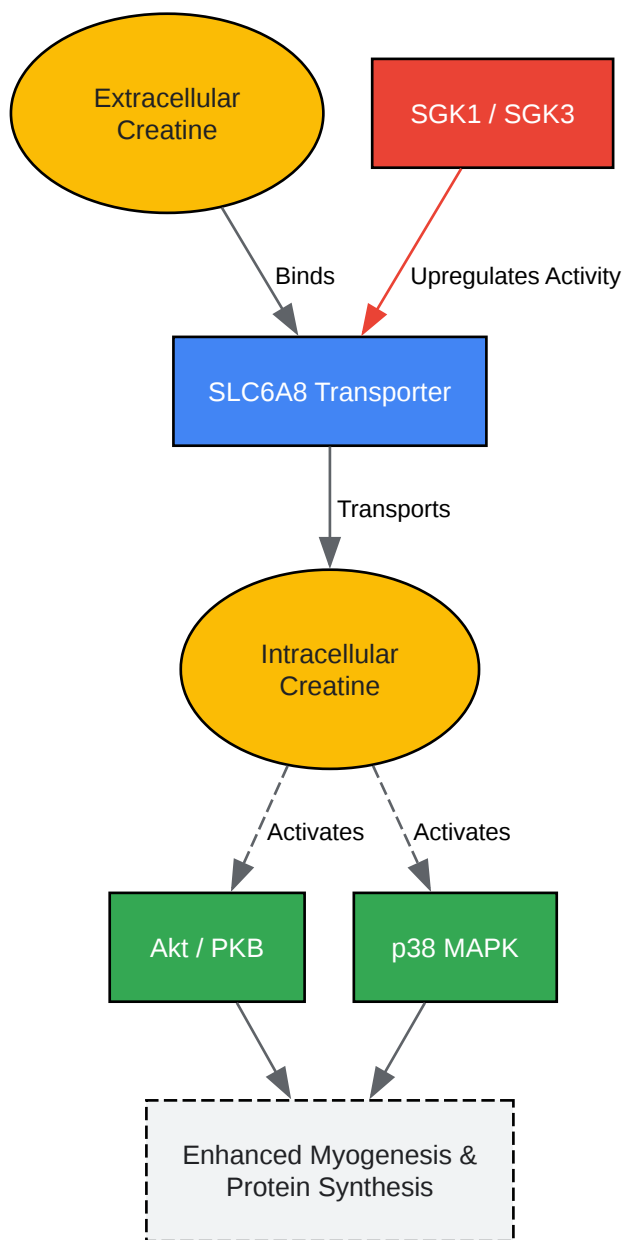 Extracellular
Creatine
SGK1 / SGK3
Binds
Upregulates Activity
SLC6A8 Transporter
Transports
Intracellular
Creatine
Activates
Activates
Akt / PKB
p38 MAPK
Enhanced Myogenesis &
Protein Synthesis